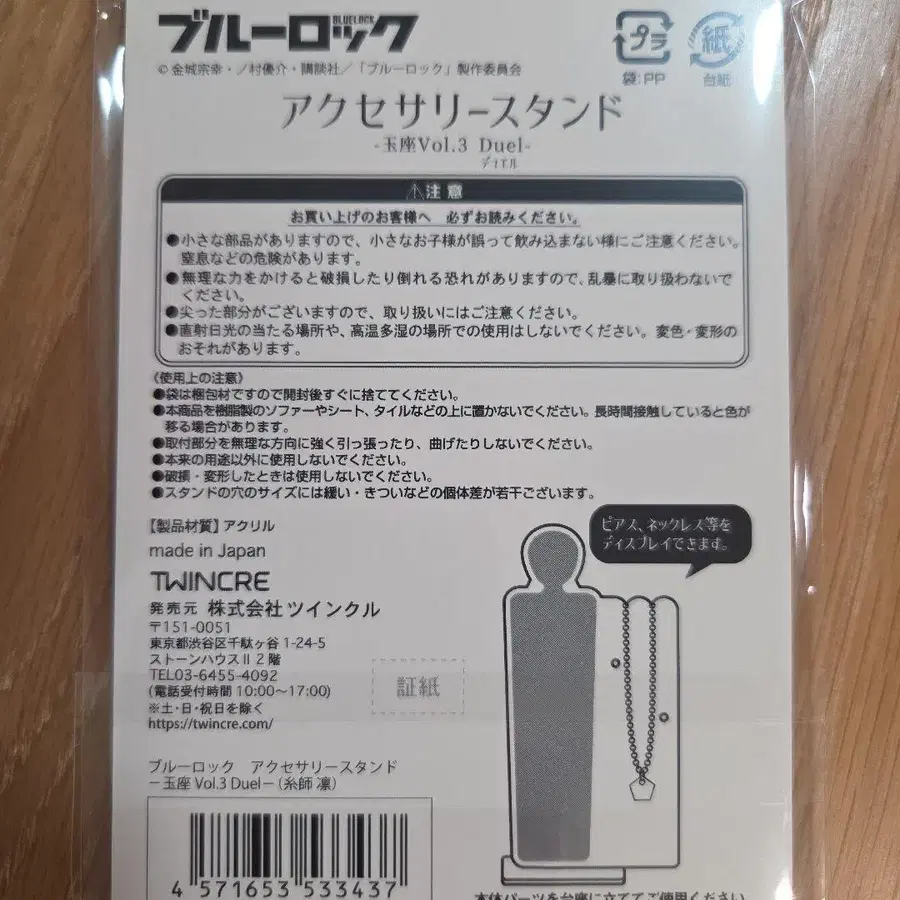 ブルーロック
BLUELOCK
プラ
紙
袋:PP
台紙
©金城宗幸・ノ村優介・講談社／「ブルーロック」製作委員会
アクセサリースタンド
-玉座Vol.3 Duel-
デュエル
⚠注意
お買い上げのお客様へ 必ずお読みください。
●小さな部品がありますので、小さなお子様が誤って飲み込まない様にご注意ください。
窒息などの危険があります。
●無理な力をかけると破損したり倒れる恐れがありますので、乱暴に取り扱わないで
ください。
●尖った部分がございますので、取り扱いにはご注意ください。
●直射日光の当たる場所や、高温多湿の場所での使用はしないでください。変色・変形の
おそれがあります。
《使用上の注意》
●袋は梱包材ですので開封後すぐに捨ててください。
●本商品を樹脂製のソファーやシート、タイルなどの上に置かないでください。長時間接触していると色が
移る場合があります。
●取付部分を無理な方向に強く引っ張ったり、曲げたりしないでください。
●本来の用途以外に使用しないでください。
●破損・変形したときは使用しないでください。
●スタンドの穴のサイズには緩い・きついなどの個体差が若干ございます。
【製品材質】アクリル
made in Japan
TWINCRE
発売元 株式会社ツインクル
〒151-0051
東京都渋谷区千駄ヶ谷 1-24-5
ストーンハウスⅡ 2階
TEL03-6455-4092
(電話受付時間 10:00〜17:00)
※土・日・祝日を除く
https://twincre.com/
証紙
ピアス、ネックレス等を
ディスプレイできます。
ブルーロック アクセサリースタンド
－玉座 Vol.3 Duel－(糸師 凛)
4 571653 533437
本体パーツを台座に立ててご使用ください